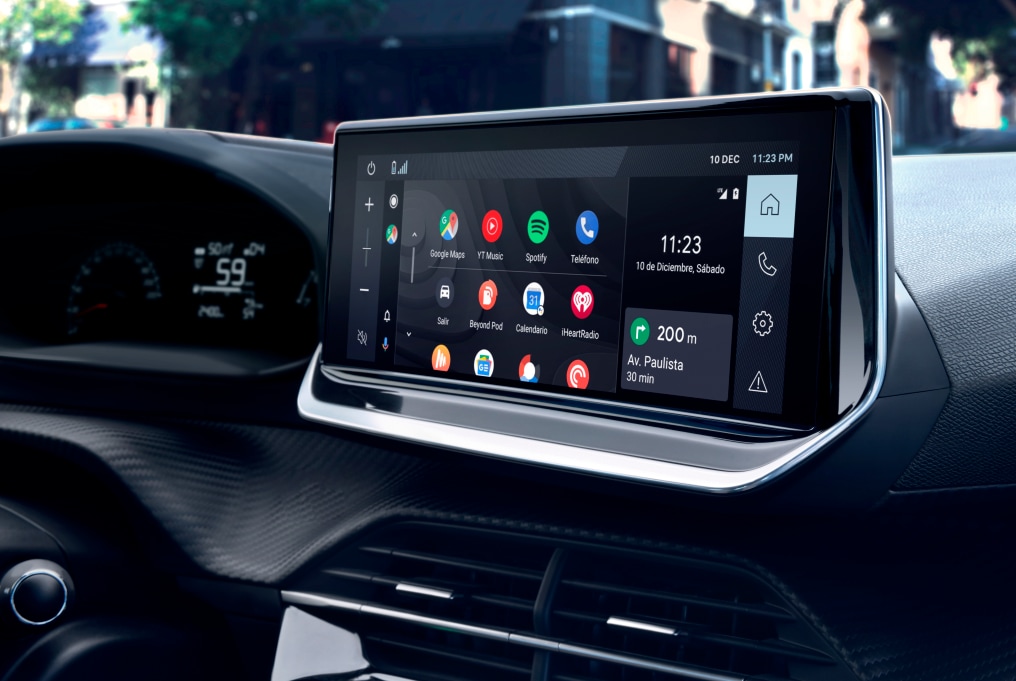 10 DEC 11:23 PM
Google Maps
YT Music
Spotify
Teléfono
11:23
10 de Diciembre, Sábado
Salir
Beyond Pod
Calendario
31
iHeartRadio
200 m
Av. Paulista
30 min
59